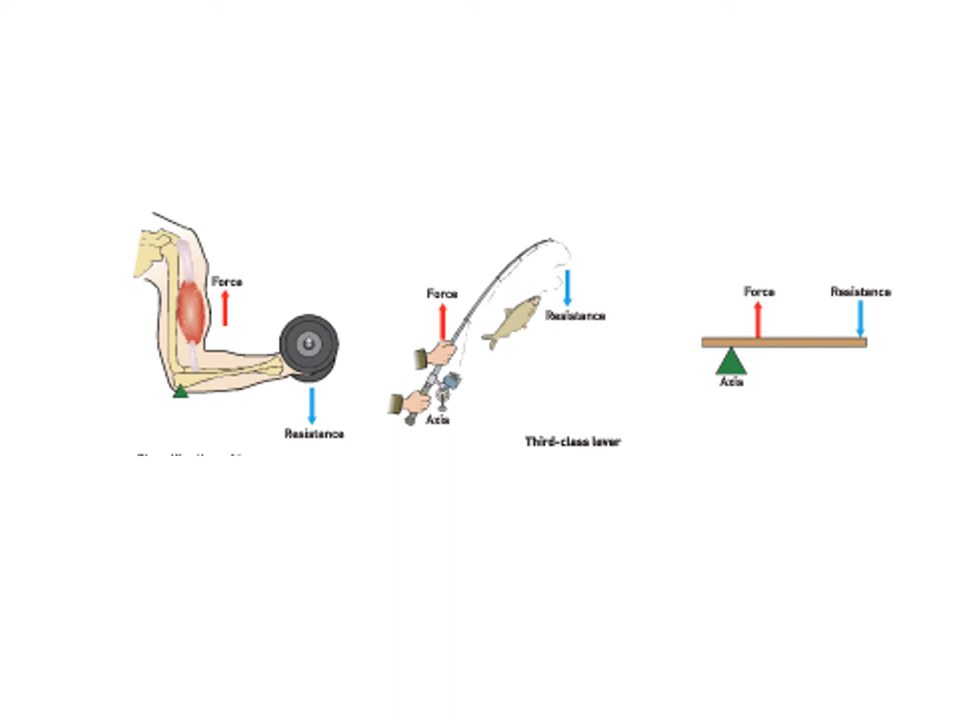 Force
Resistance
Force
Resistance
Axis
Third-class lever
Force
Resistance
Axis